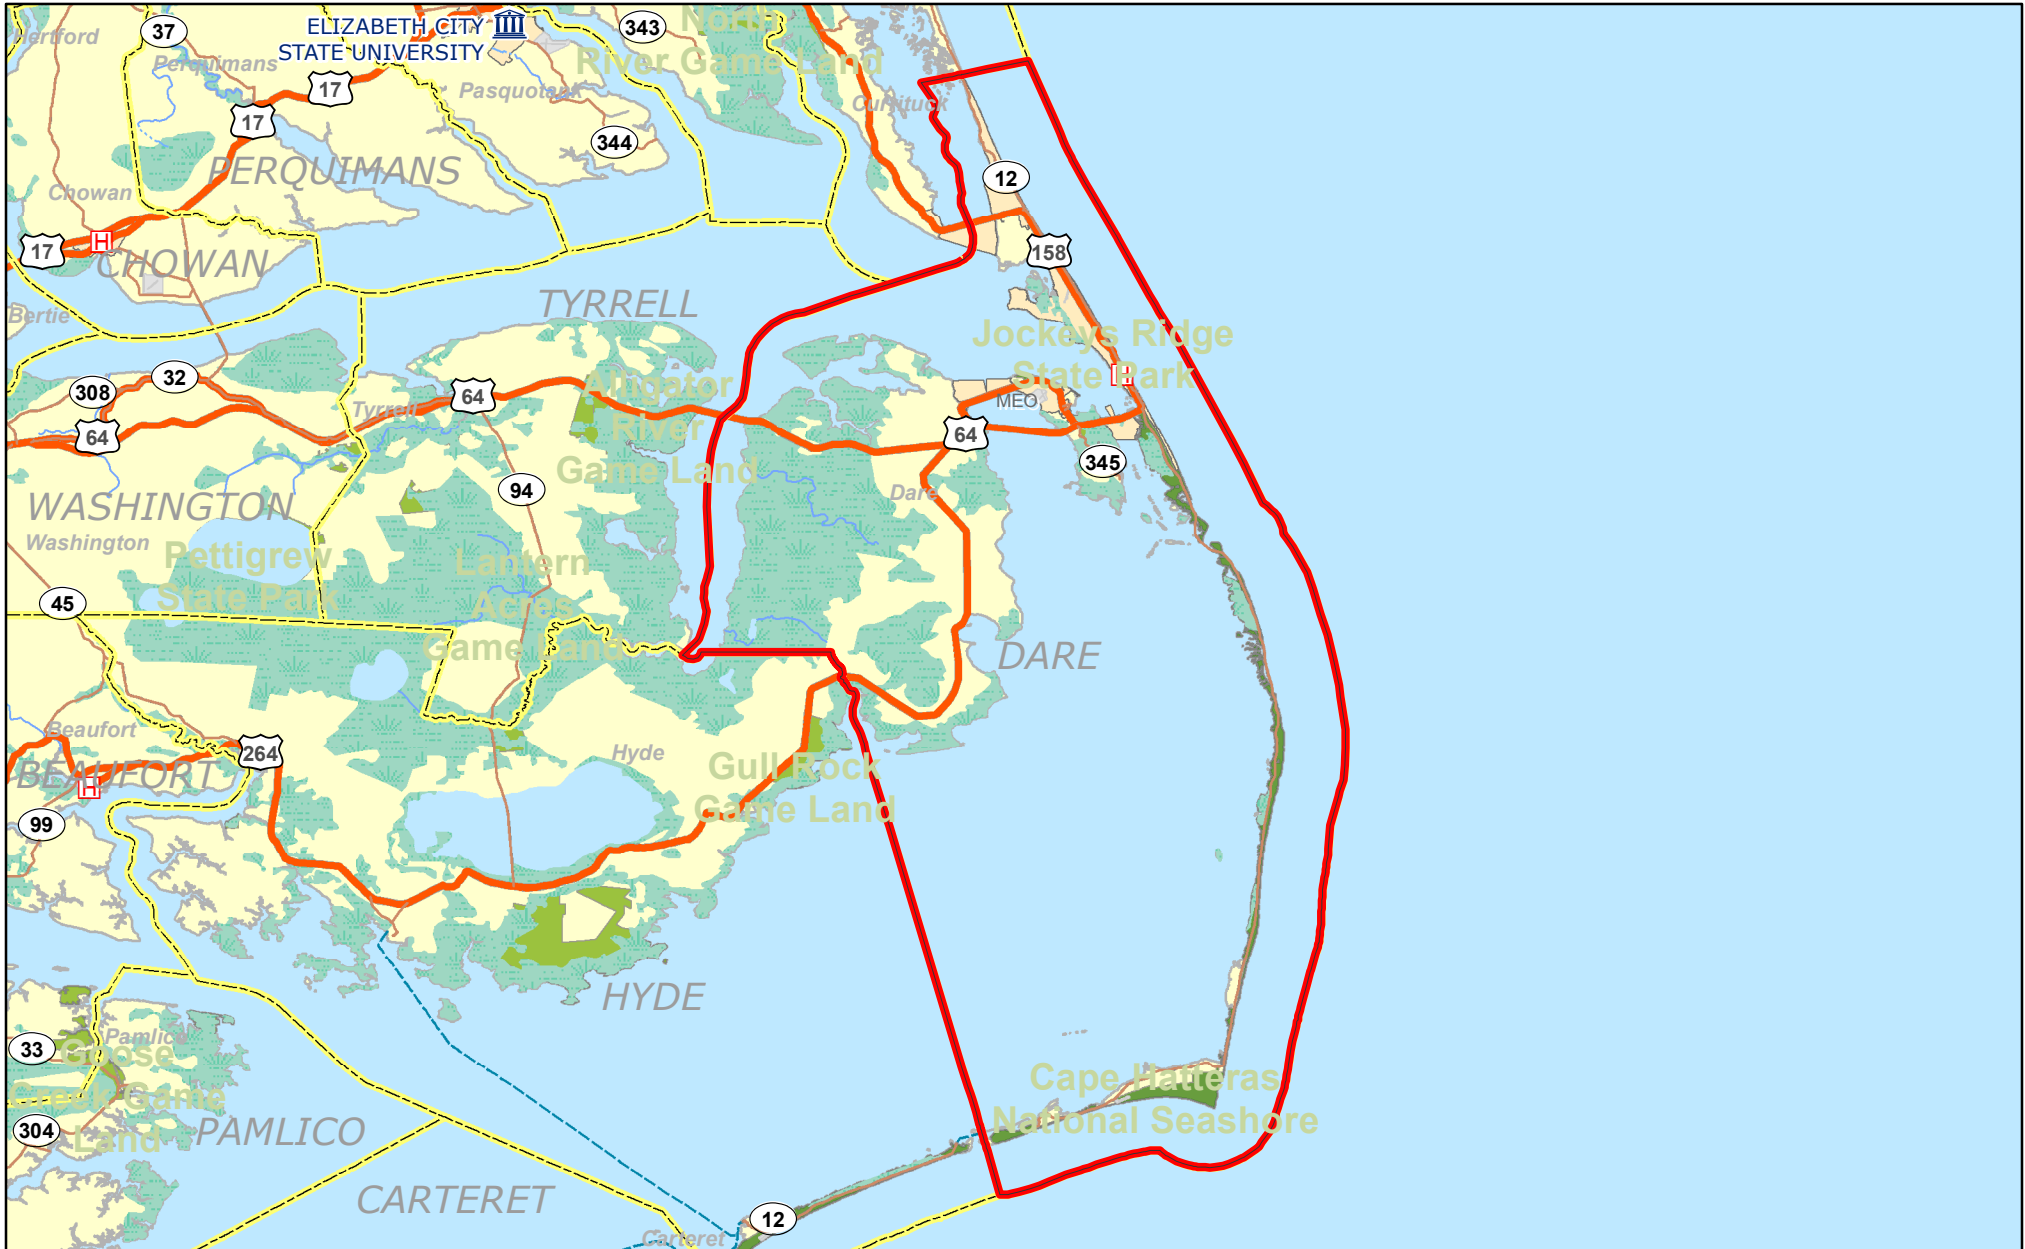 Hertford
37
ELIZABETH CITY
STATE UNIVERSITY
343
North
River Game Land
Perquimans
17
Pasquotank
Currituck
17
344
PERQUIMANS
12
Chowan
17
H
158
CHOWAN
TYRRELL
Bertie
Jockeys Ridge
State Park
H
32
308
64
Alligator
River
Game Land
MEO
Tyrrell
64
64
345
94
Dare
WASHINGTON
Washington
Pettigrew
State Park
Lantern
Acres
Game Land
45
DARE
Beaufort
264
Hyde
BEAUFORT
H
Gull Rock
Game Land
99
HYDE
33
Pamlico
Goose
Creek Game
Land
304
PAMLICO
Cape Hatteras
National Seashore
CARTERET
12
Carteret